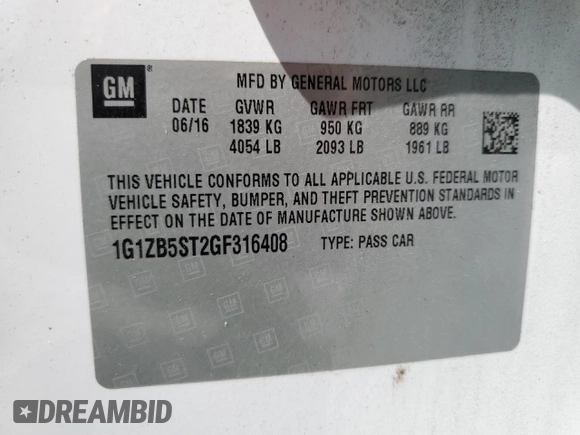 GM ®
MFD BY GENERAL MOTORS LLC
DATE GVWR GAWR FRT GAWR RR
06/16 1839 KG 950 KG 889 KG
4054 LB 2093 LB 1961 LB
THIS VEHICLE CONFORMS TO ALL APPLICABLE U.S. FEDERAL MOTOR
VEHICLE SAFETY, BUMPER, AND THEFT PREVENTION STANDARDS
IN EFFECT ON THE DATE OF MANUFACTURE SHOWN ABOVE.
1G1ZB5ST2GF316408 TYPE: PASS CAR
DREAMBID